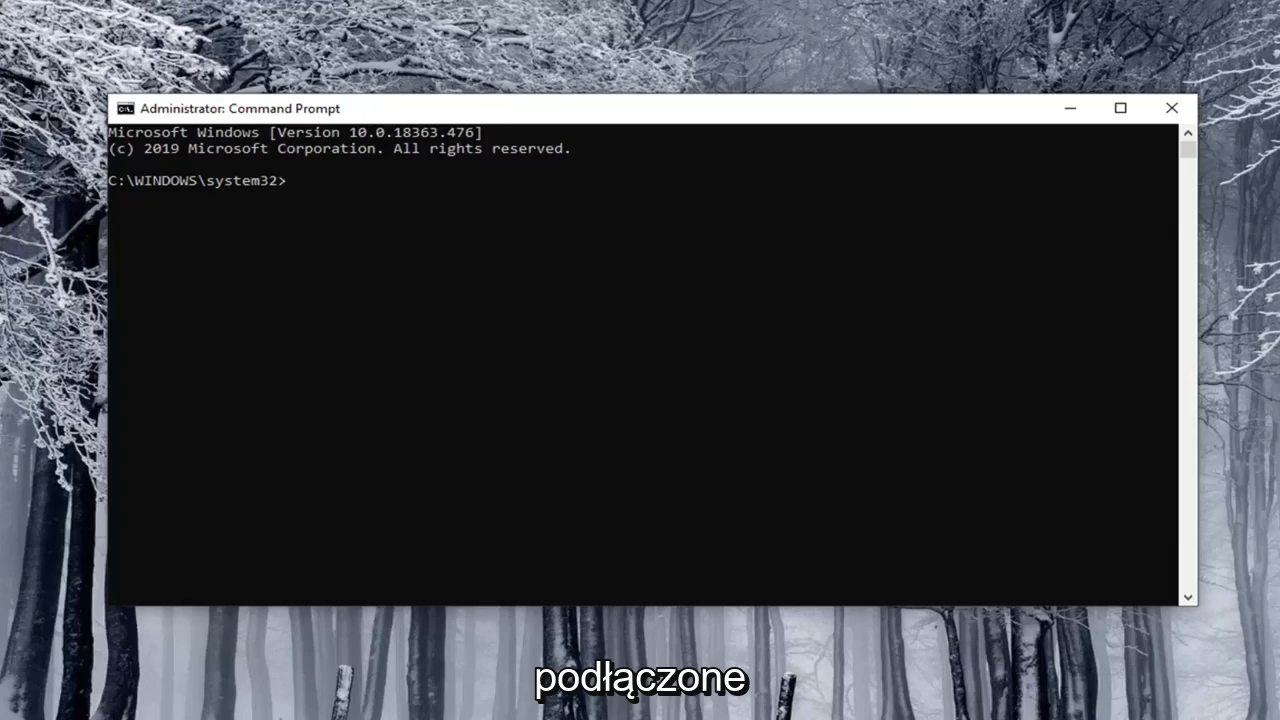 Administrator: Command Prompt
Microsoft Windows [Version 10.0.18363.476]
(c) 2019 Microsoft Corporation. All rights reserved.
C:\WINDOWS\system32>
podłączone